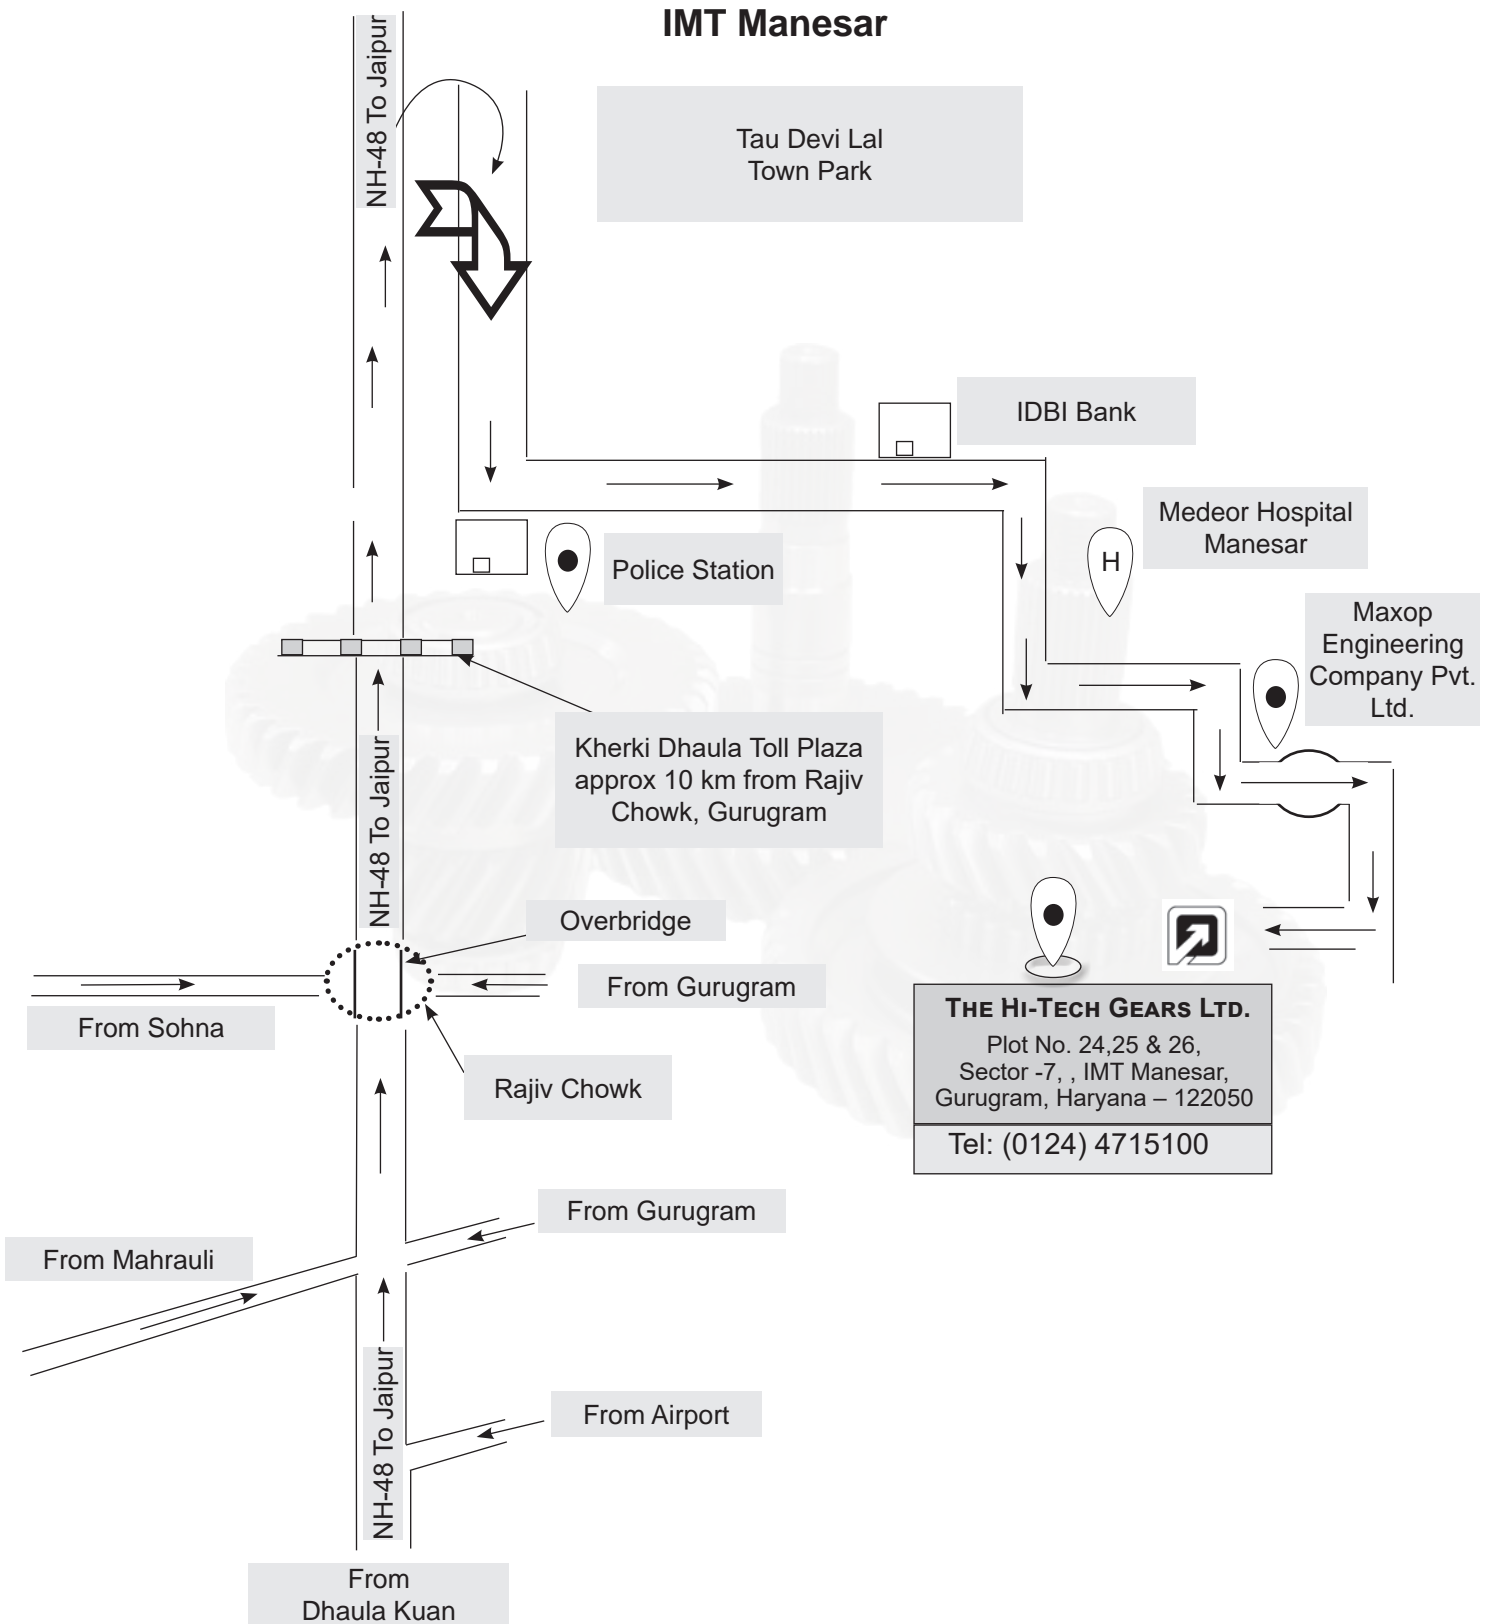 IMT Manesar
NH-48 To Jaipur
Tau Devi Lal
Town Park
IDBI Bank
Medeor Hospital
Manesar
H
Police Station
Maxop
Engineering
Company Pvt.
Ltd.
Kherki Dhaula Toll Plaza
approx 10 km from Rajiv
Chowk, Gurugram
NH-48 To Jaipur
Overbridge
From Gurugram
From Sohna
Rajiv Chowk
THE HI-TECH GEARS LTD.
Plot No. 24,25 & 26,
Sector -7, , IMT Manesar,
Gurugram, Haryana – 122050
Tel: (0124) 4715100
From Gurugram
From Mahrauli
NH-48 To Jaipur
From Airport
From
Dhaula Kuan